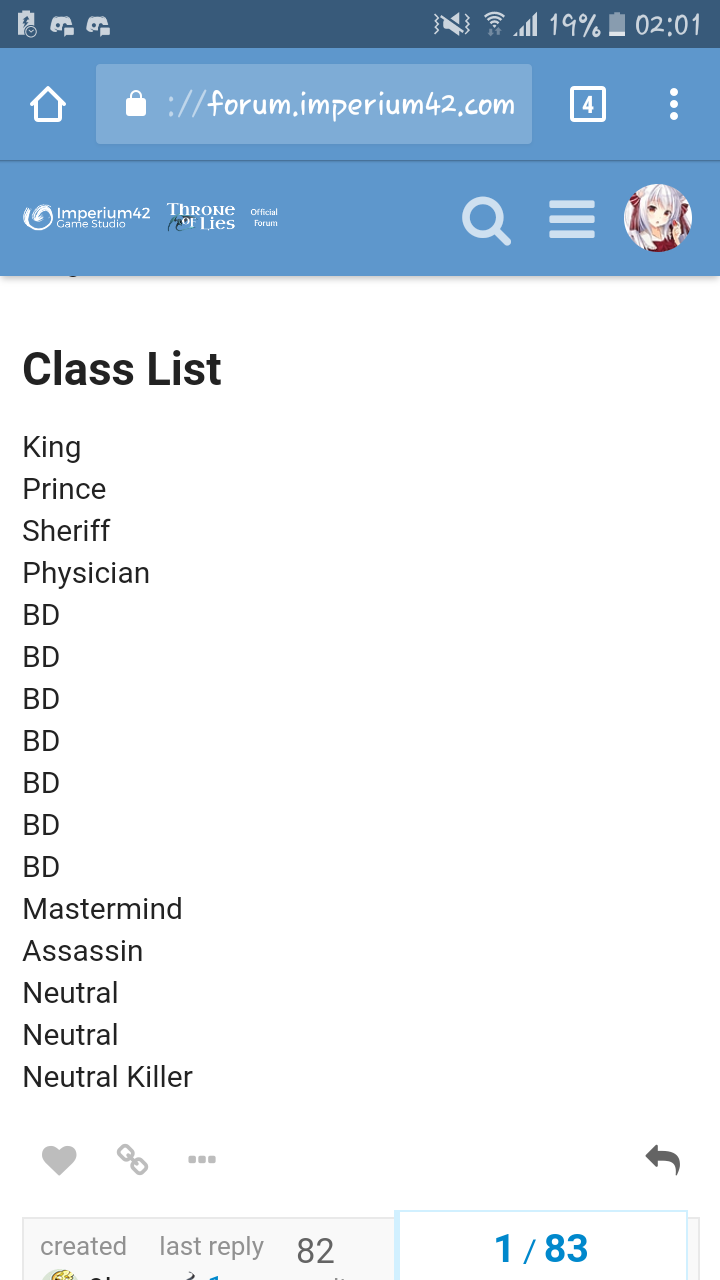 19% 02:01
://forum.imperium42.com
4
Imperium42
Game Studio
Throne of Lies
Official
Forum
Class List
King
Prince
Sheriff
Physician
BD
BD
BD
BD
BD
BD
BD
Mastermind
Assassin
Neutral
Neutral
Neutral Killer
created last reply 82
1 / 83